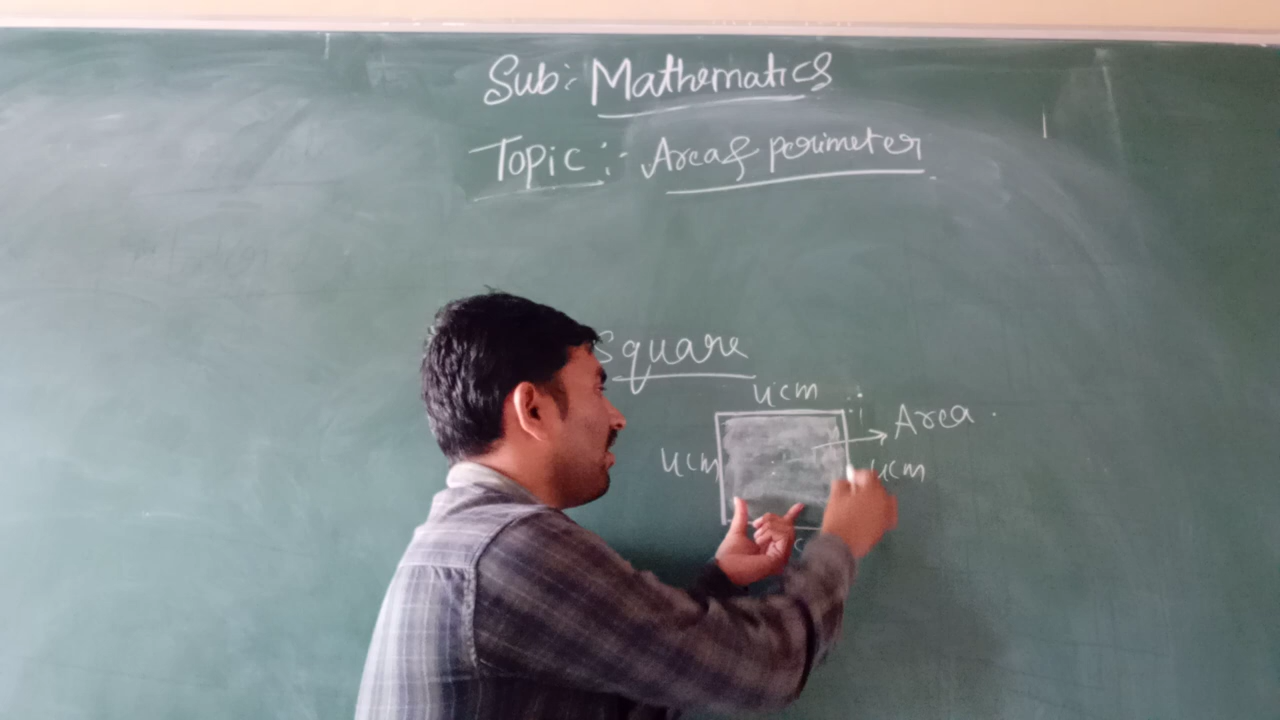 Sub: Mathematics
Topic :- Area & perimeter
Square
4cm
Area.
4cm
4cm